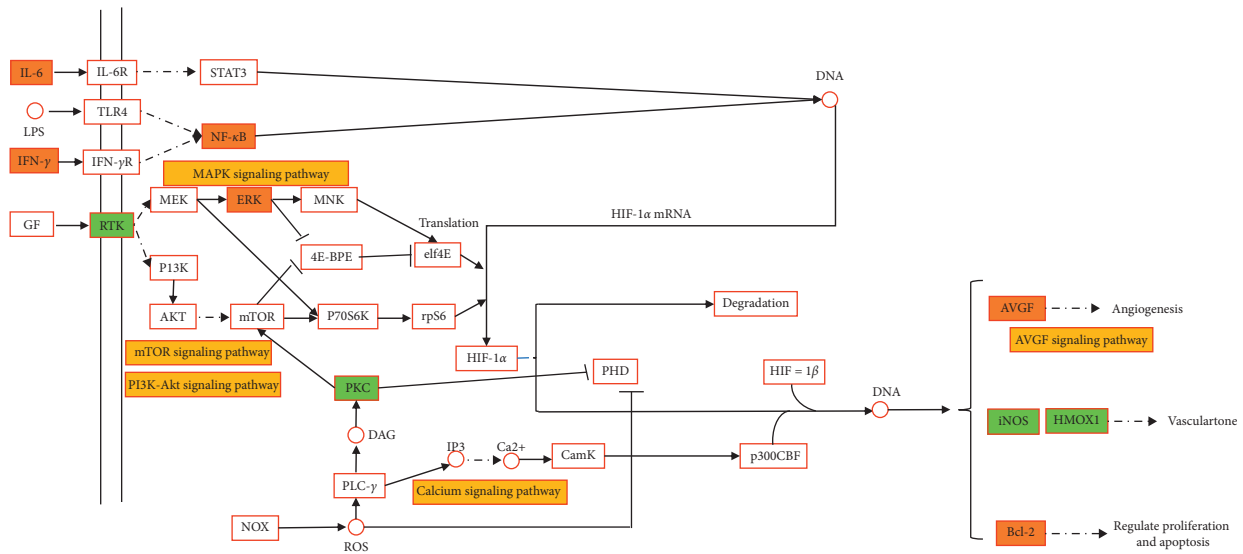 IL-6
IL-6R
STAT3
DNA
TLR4
LPS
NF-κB
IFN-γ
IFN-γR
MAPK signaling pathway
MEK
ERK
MNK
GF
RTK
Translation
HIF-1α mRNA
4E-BPE
elf4E
P13K
AKT
mTOR
P70S6K
rpS6
Degradation
AVGF
Angiogenesis
AVGF signaling pathway
mTOR signaling pathway
HIF-1α
PI3K-Akt signaling pathway
PKC
PHD
HIF = 1β
DNA
iNOS
HMOX1
Vasculartone
DAG
IP3
Ca2+
CamK
p300CBF
PLC-γ
Calcium signaling pathway
NOX
ROS
Bcl-2
Regulate proliferation
and apoptosis